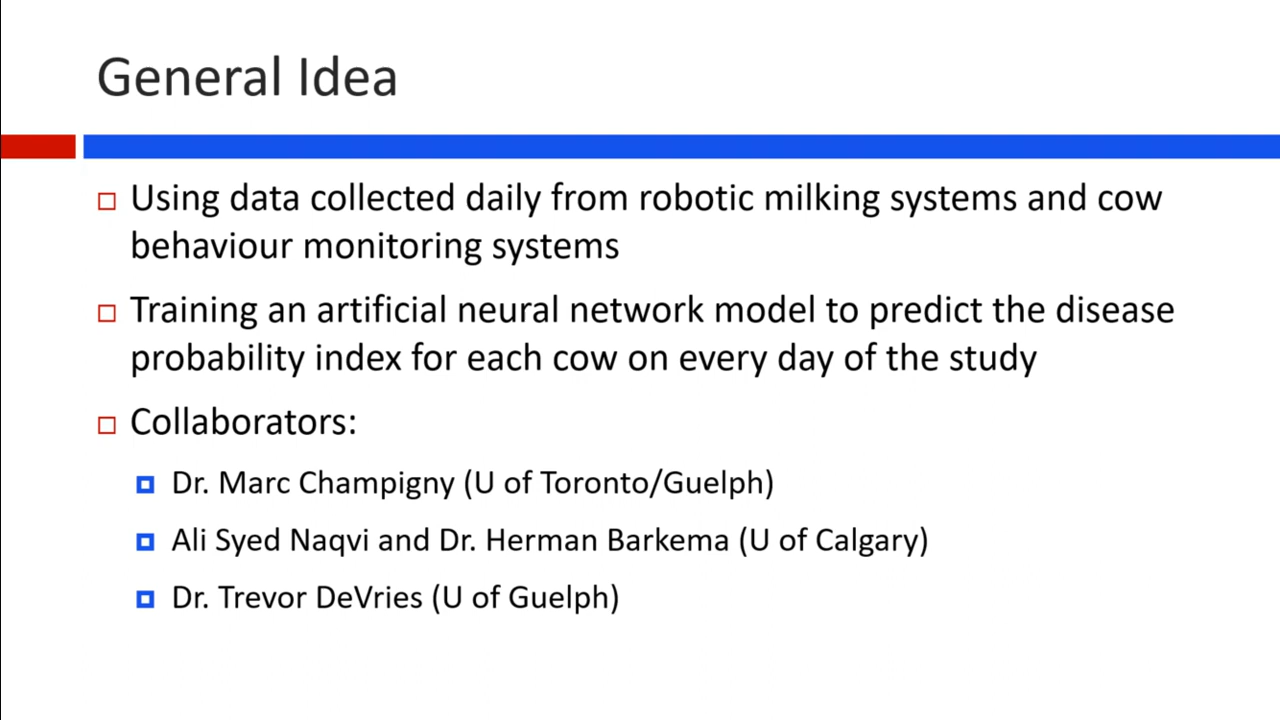 General Idea
Using data collected daily from robotic milking systems and cow
behaviour monitoring systems
Training an artificial neural network model to predict the disease
probability index for each cow on every day of the study
Collaborators:
Dr. Marc Champigny (U of Toronto/Guelph)
Ali Syed Naqvi and Dr. Herman Barkema (U of Calgary)
Dr. Trevor DeVries (U of Guelph)